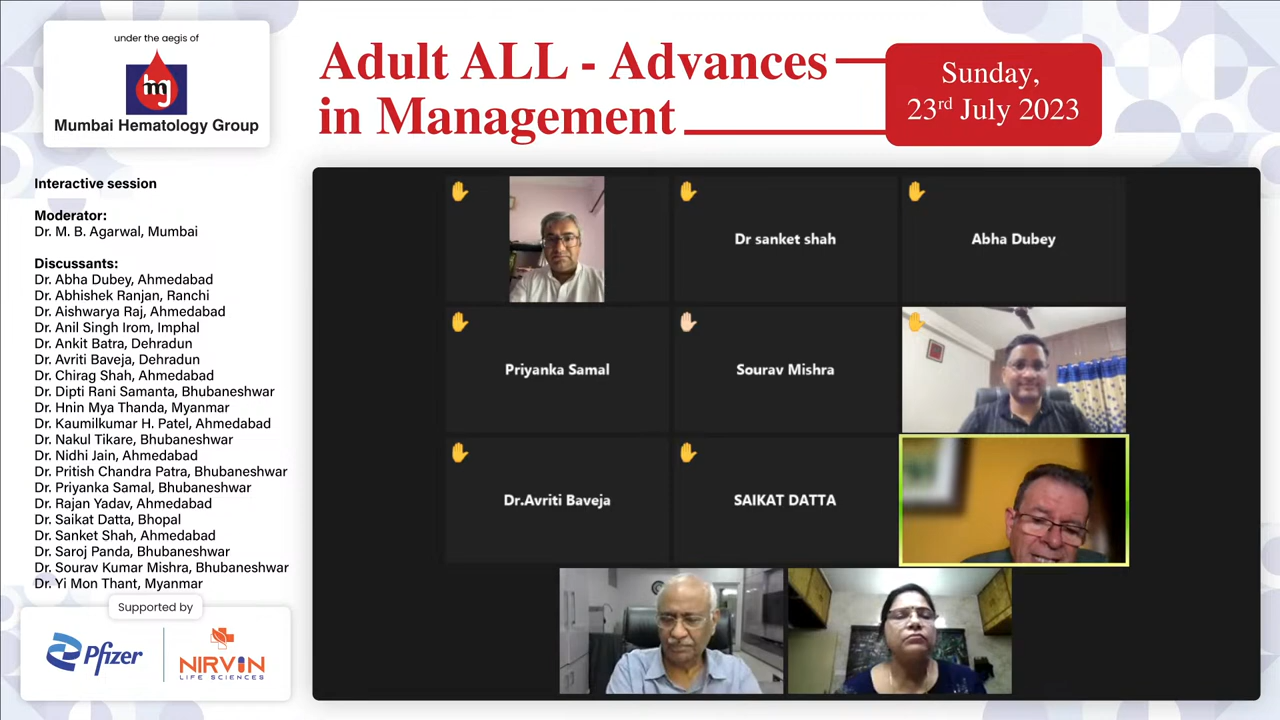 under the aegis of
mg
Mumbai Hematology Group
Adult ALL - Advances
in Management
Sunday,
23rd July 2023
Interactive session
Moderator:
Dr. M. B. Agarwal, Mumbai
Discussants:
Dr. Abha Dubey, Ahmedabad
Dr. Abhishek Ranjan, Ranchi
Dr. Aishwarya Raj, Ahmedabad
Dr. Anil Singh Irom, Imphal
Dr. Ankit Batra, Dehradun
Dr. Avriti Baveja, Dehradun
Dr. Chirag Shah, Ahmedabad
Dr. Dipti Rani Samanta, Bhubaneshwar
Dr. Hnin Mya Thanda, Myanmar
Dr. Kaumilkumar H. Patel, Ahmedabad
Dr. Nakul Tikare, Bhubaneshwar
Dr. Nidhi Jain, Ahmedabad
Dr. Pritish Chandra Patra, Bhubaneshwar
Dr. Priyanka Samal, Bhubaneshwar
Dr. Rajan Yadav, Ahmedabad
Dr. Saikat Datta, Bhopal
Dr. Sanket Shah, Ahmedabad
Dr. Saroj Panda, Bhubaneshwar
Dr. Sourav Kumar Mishra, Bhubaneshwar
Dr. Yi Mon Thant, Myanmar
Supported by
Pfizer
NIRVIN
LIFE SCIENCES
Dr sanket shah
Abha Dubey
Priyanka Samal
Sourav Mishra
Dr.Avriti Baveja
SAIKAT DATTA